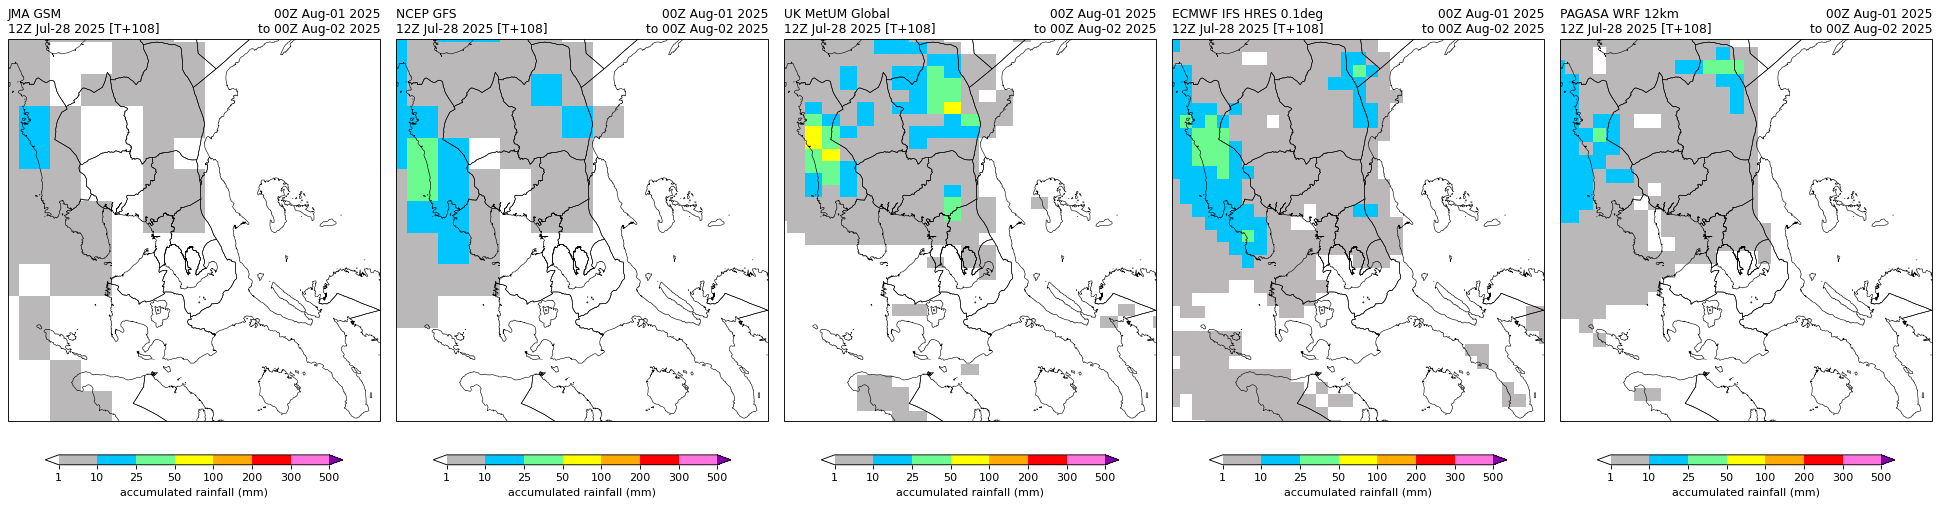 JMA GSM 00Z Aug-01 2025
12Z Jul-28 2025 [T+108] to 00Z Aug-02 2025
1 10 25 50 100 200 300 500
accumulated rainfall (mm)
NCEP GFS 00Z Aug-01 2025
12Z Jul-28 2025 [T+108] to 00Z Aug-02 2025
1 10 25 50 100 200 300 500
accumulated rainfall (mm)
UK MetUM Global 00Z Aug-01 2025
12Z Jul-28 2025 [T+108] to 00Z Aug-02 2025
1 10 25 50 100 200 300 500
accumulated rainfall (mm)
ECMWF IFS HRES 0.1deg 00Z Aug-01 2025
12Z Jul-28 2025 [T+108] to 00Z Aug-02 2025
1 10 25 50 100 200 300 500
accumulated rainfall (mm)
PAGASA WRF 12km 00Z Aug-01 2025
12Z Jul-28 2025 [T+108] to 00Z Aug-02 2025
1 10 25 50 100 200 300 500
accumulated rainfall (mm)